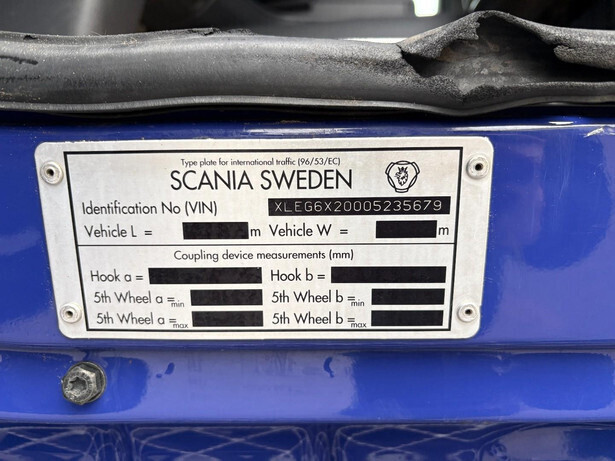 Type plate for international traffic (96/53/EC)
SCANIA SWEDEN
Identification No (VIN) XLEG6X20005235679
Vehicle L = m Vehicle W = m
Coupling device measurements (mm)
Hook a = Hook b =
5th Wheel a = min 5th Wheel b = min
5th Wheel a = max 5th Wheel b = max